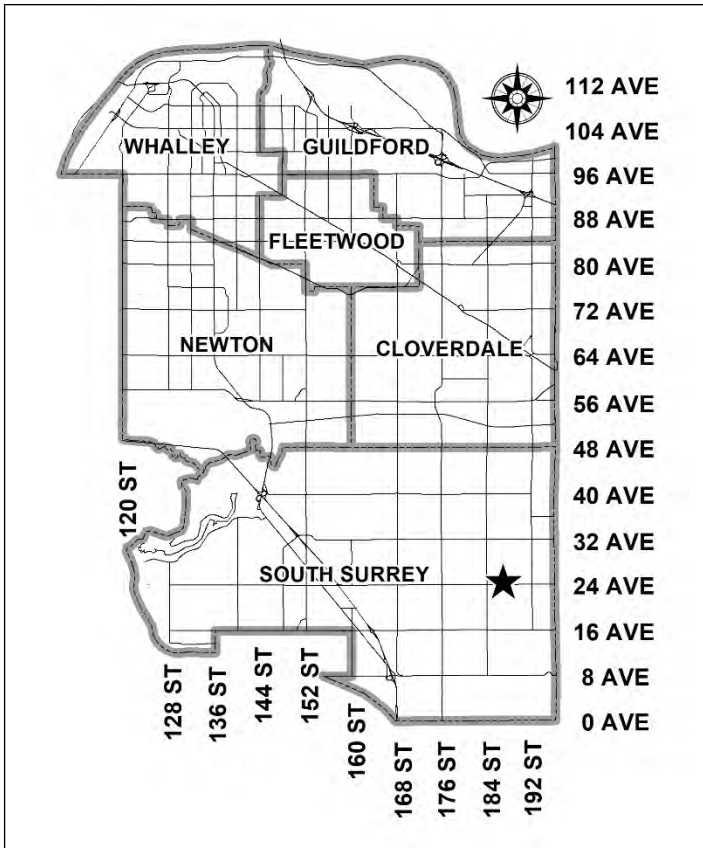 112 AVE
104 AVE
WHALLEY
GUILDFORD
96 AVE
88 AVE
FLEETWOOD
80 AVE
72 AVE
NEWTON
CLOVERDALE
64 AVE
56 AVE
48 AVE
120 ST
40 AVE
32 AVE
SOUTH SURREY
24 AVE
16 AVE
8 AVE
0 AVE
128 ST
136 ST
144 ST
152 ST
160 ST
168 ST
176 ST
184 ST
192 ST